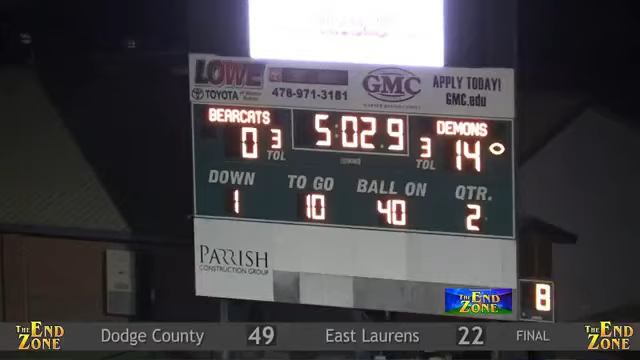 LOWE
TOYOTA
478-971-3181
GMC
APPLY TODAY!
GMC.edu
BEARCATS
0 3
TOL
5:02.9
DEMONS
3
TOL
14
DOWN TO GO BALL ON QTR.
1 10 40 2
PARRISH
CONSTRUCTION GROUP
THE END
ZONE
8
THE END
ZONE
Dodge County 49 East Laurens 22 FINAL
THE END
ZONE